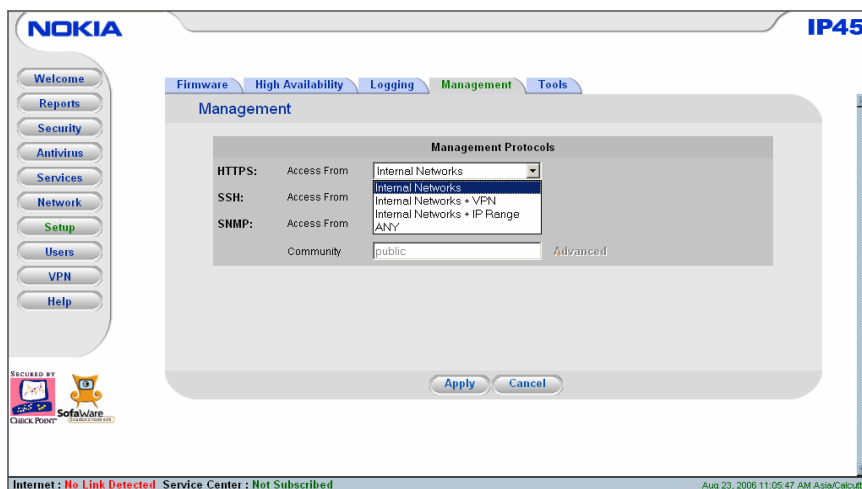 NOKIA
IP45
Welcome
Reports
Security
Antivirus
Services
Network
Setup
Users
VPN
Help
Firmware High Availability Logging Management Tools
Management
Management Protocols
HTTPS: Access From Internal Networks
Internal Networks
Internal Networks + VPN
Internal Networks + IP Range
ANY
SSH: Access From
SNMP: Access From
Community public Advanced
Apply Cancel
SECURED BY
CHECK POINT
SofaWare
Internet : No Link Detected Service Center : Not Subscribed
Aug 23, 2006 11:05:47 AM Asia/Calcutt